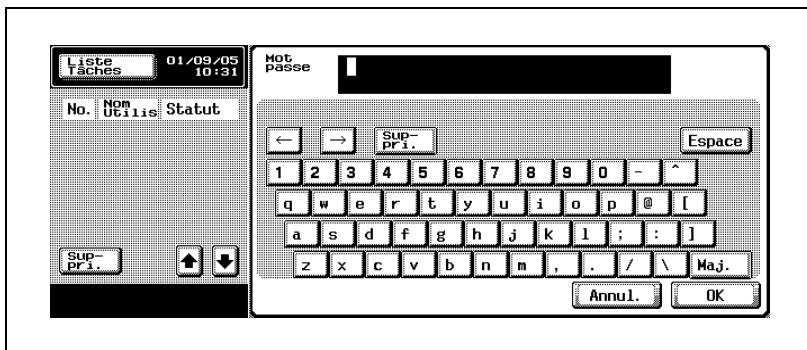 Liste
Tâches
01/09/05
10:31
No. Nom
Utilis Statut
Sup-
pri.
Mot
passe
← → Sup-
pri. Espace
1 2 3 4 5 6 7 8 9 0 - ^
q w e r t y u i o p @ [
a s d f g h j k l ; : ]
z x c v b n m , . / \ Maj.
Annul. OK